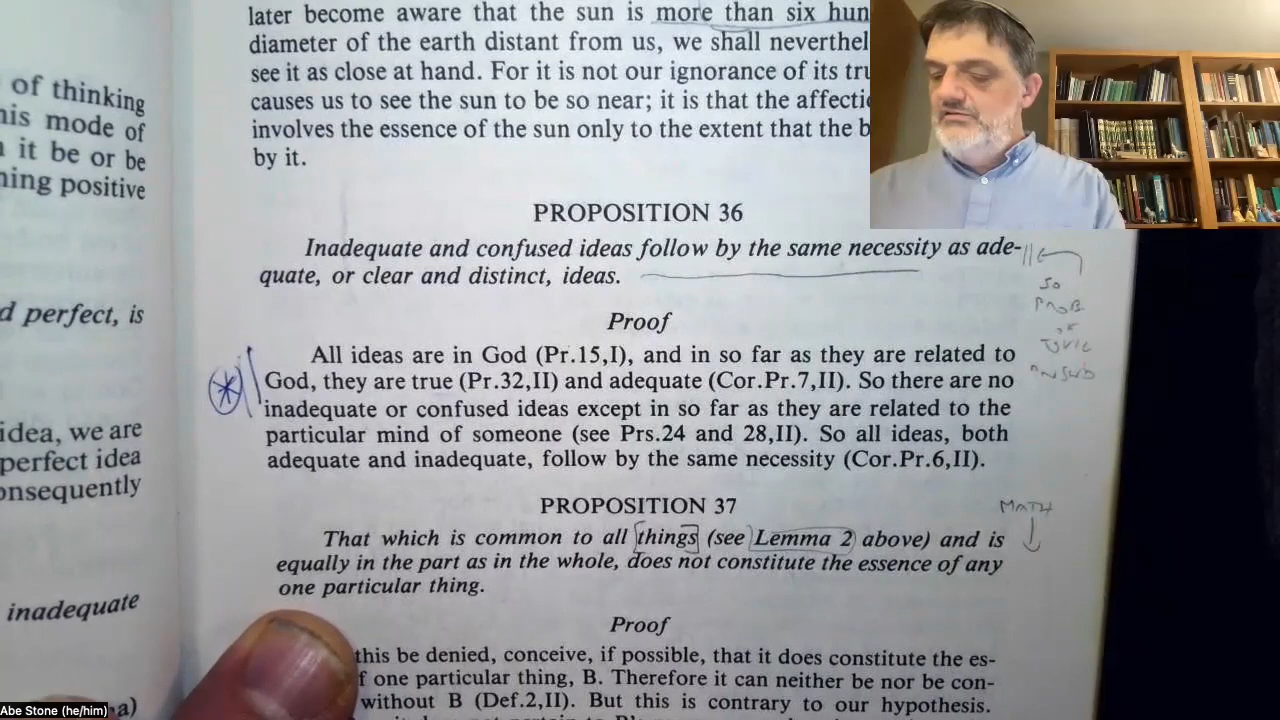 of thinking
his mode of
it be or be
hing positive
d perfect, is
idea, we are
perfect idea
onsequently
inadequate
a)
later become aware that the sun is more than six hun
diameter of the earth distant from us, we shall neverthel
see it as close at hand. For it is not our ignorance of its tru
causes us to see the sun to be so near; it is that the affectio
involves the essence of the sun only to the extent that the b
by it.
PROPOSITION 36
Inadequate and confused ideas follow by the same necessity as ade-
quate, or clear and distinct, ideas.
so
Proof
All ideas are in God (Pr.15,I), and in so far as they are related to
God, they are true (Pr.32,II) and adequate (Cor.Pr.7,II). So there are no
inadequate or confused ideas except in so far as they are related to the
particular mind of someone (see Prs.24 and 28,II). So all ideas, both
adequate and inadequate, follow by the same necessity (Cor.Pr.6,II).
PROPOSITION 37
MATH
That which is common to all things (see Lemma 2 above) and is
equally in the part as in the whole, does not constitute the essence of any
one particular thing.
Proof
this be denied, conceive, if possible, that it does constitute the es-
f one particular thing, B. Therefore it can neither be nor be con-
without B (Def.2,II). But this is contrary to our hypothesis.
Abe Stone (he/him)